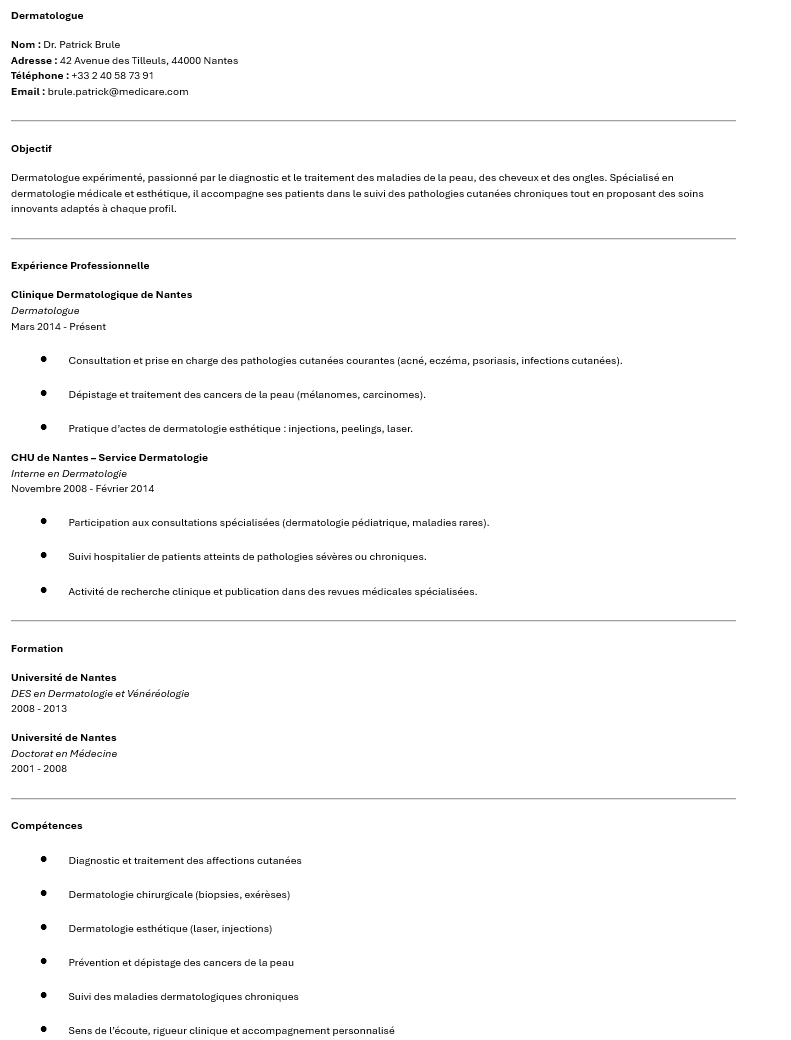 Dermatologue
Nom : Dr. Patrick Brule
Adresse : 42 Avenue des Tilleuls, 44000 Nantes
Téléphone : +33 2 40 58 73 91
Email : brule.patrick@medicare.com
Objectif
Dermatologue expérimenté, passionné par le diagnostic et le traitement des maladies de la peau, des cheveux et des ongles. Spécialisé en
dermatologie médicale et esthétique, il accompagne ses patients dans le suivi des pathologies cutanées chroniques tout en proposant des soins
innovants adaptés à chaque profil.
Expérience Professionnelle
Clinique Dermatologique de Nantes
Dermatologue
Mars 2014 - Présent
• Consultation et prise en charge des pathologies cutanées courantes (acné, eczéma, psoriasis, infections cutanées).
• Dépistage et traitement des cancers de la peau (mélanomes, carcinomes).
• Pratique d’actes de dermatologie esthétique : injections, peelings, laser.
CHU de Nantes – Service Dermatologie
Interne en Dermatologie
Novembre 2008 - Février 2014
• Participation aux consultations spécialisées (dermatologie pédiatrique, maladies rares).
• Suivi hospitalier de patients atteints de pathologies sévères ou chroniques.
• Activité de recherche clinique et publication dans des revues médicales spécialisées.
Formation
Université de Nantes
DES en Dermatologie et Vénéréologie
2008 - 2013
Université de Nantes
Doctorat en Médecine
2001 - 2008
Compétences
• Diagnostic et traitement des affections cutanées
• Dermatologie chirurgicale (biopsies, exérèses)
• Dermatologie esthétique (laser, injections)
• Prévention et dépistage des cancers de la peau
• Suivi des maladies dermatologiques chroniques
• Sens de l’écoute, rigueur clinique et accompagnement personnalisé